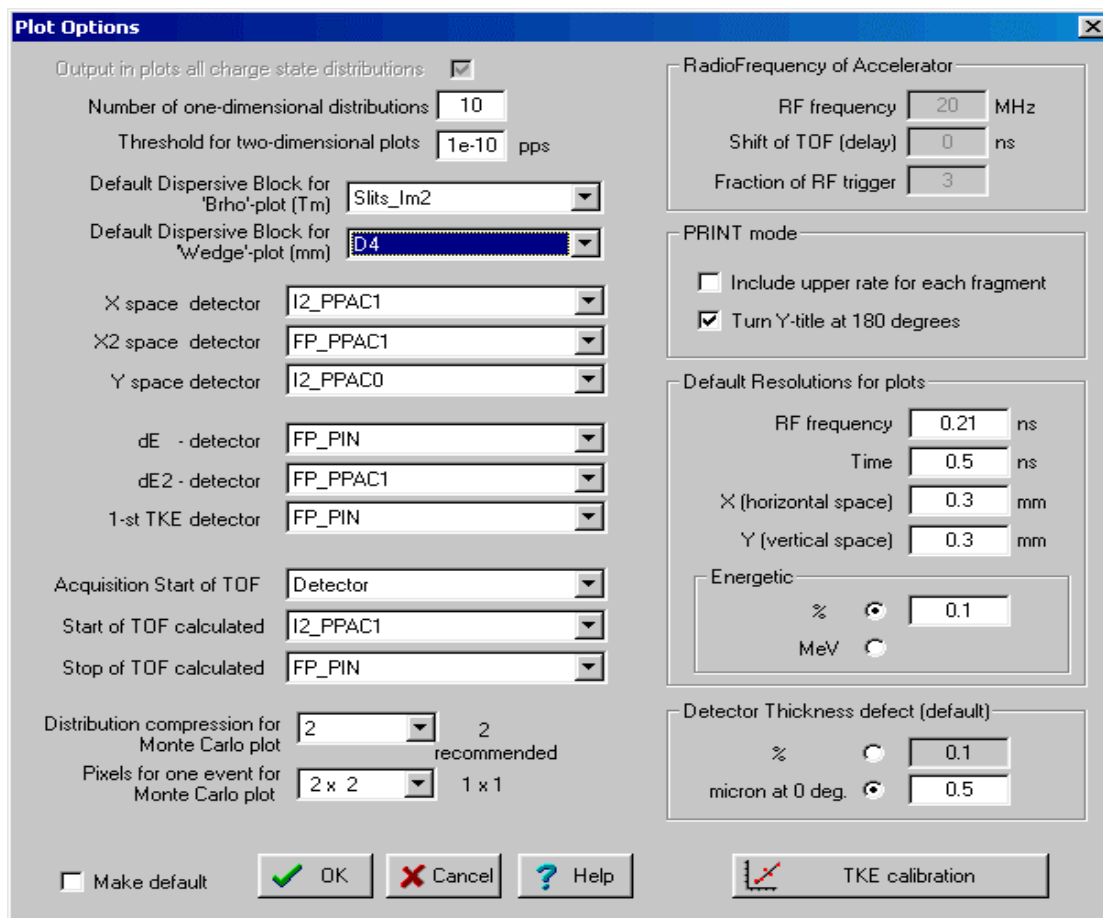 Plot Options
Output in plots all charge state distributions
Number of one-dimensional distributions 10
Threshold for two-dimensional plots 1e-10 pps
Default Dispersive Block for
'Brho'-plot (Tm) Slits_Im2
Default Dispersive Block for
'Wedge'-plot (mm) D4
X space detector I2_PPAC1
X2 space detector FP_PPAC1
Y space detector I2_PPAC0
dE - detector FP_PIN
dE2 - detector FP_PPAC1
1-st TKE detector FP_PIN
Acquisition Start of TOF Detector
Start of TOF calculated I2_PPAC1
Stop of TOF calculated FP_PIN
Distribution compression for
Monte Carlo plot 2 2
recommended
Pixels for one event for
Monte Carlo plot 2 x 2 1 x 1
RadioFrequency of Accelerator
RF frequency 20 MHz
Shift of TOF (delay) 0 ns
Fraction of RF trigger 3
PRINT mode
Include upper rate for each fragment
Turn Y-title at 180 degrees
Default Resolutions for plots
RF frequency 0.21 ns
Time 0.5 ns
X (horizontal space) 0.3 mm
Y (vertical space) 0.3 mm
Energetic
% 0.1
MeV
Detector Thickness defect (default)
% 0.1
micron at 0 deg. 0.5
Make default OK Cancel Help TKE calibration